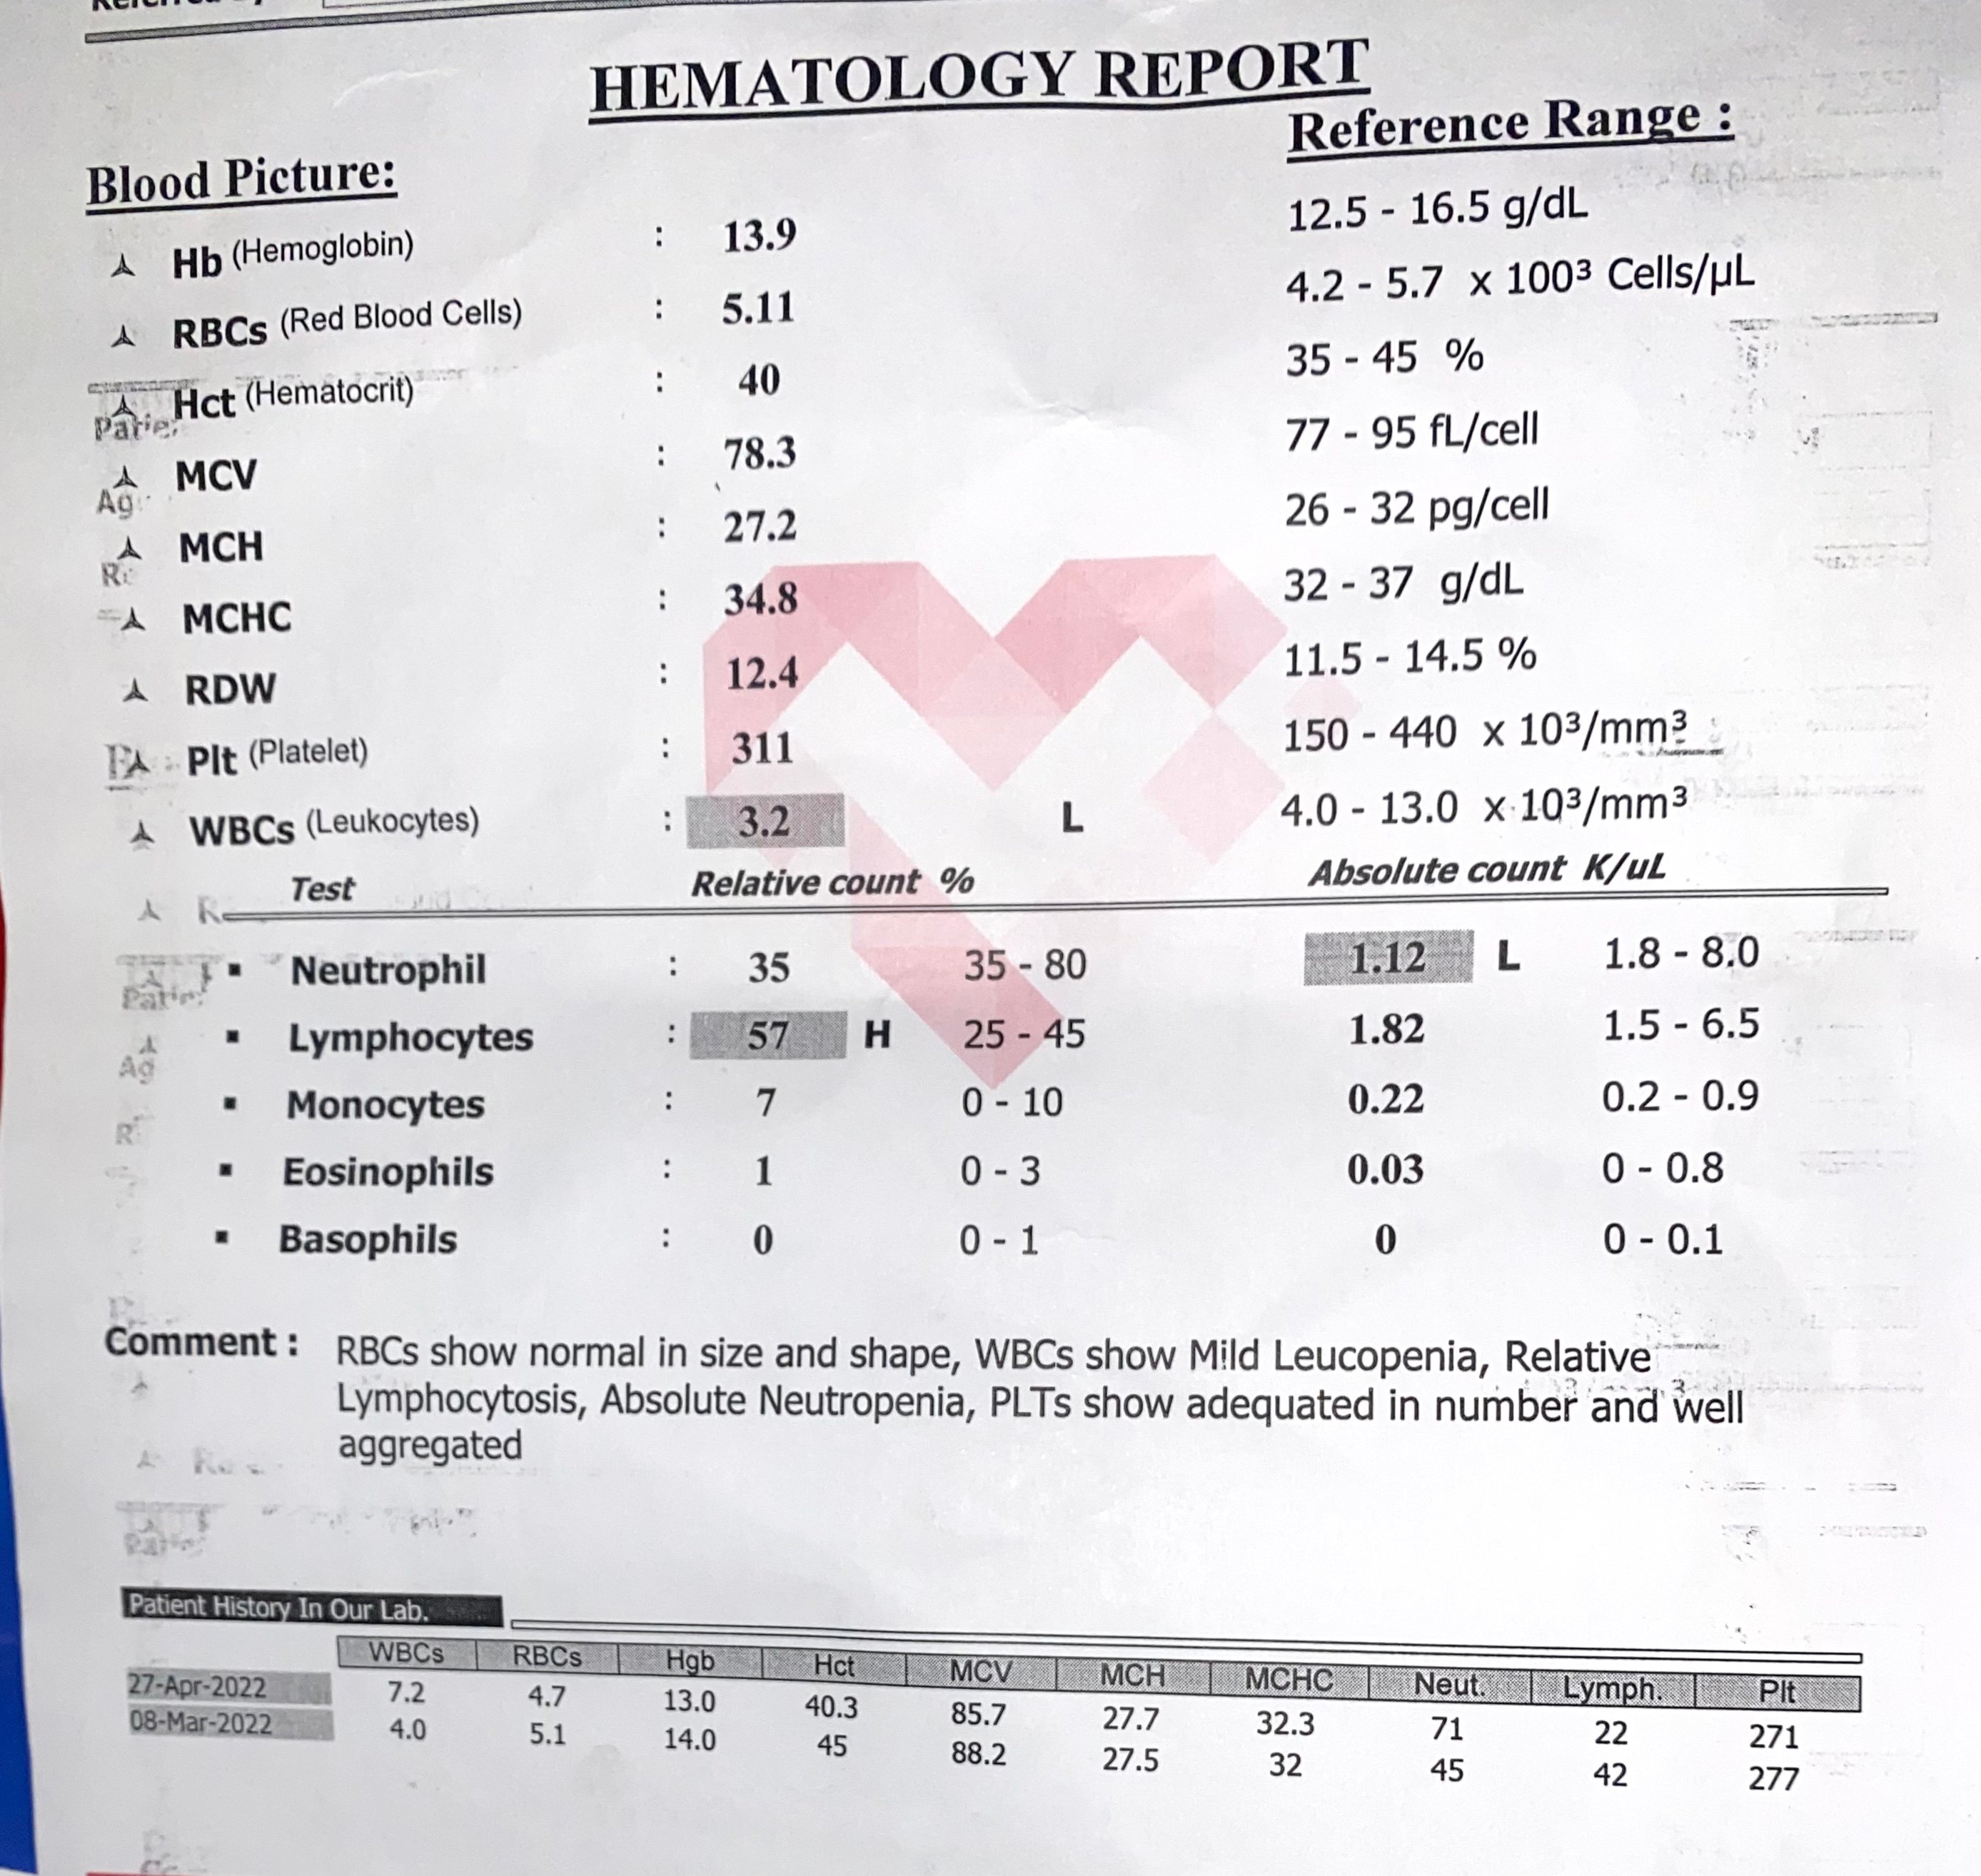 HEMATOLOGY REPORT
Reference Range :
Blood Picture:
Hb (Hemoglobin) : 13.9 12.5 - 16.5 g/dL
RBCs (Red Blood Cells) : 5.11 4.2 - 5.7 x 100³ Cells/µL
Hct (Hematocrit) : 40 35 - 45 %
MCV : 78.3 77 - 95 fL/cell
MCH : 27.2 26 - 32 pg/cell
MCHC : 34.8 32 - 37 g/dL
RDW : 12.4 11.5 - 14.5 %
Plt (Platelet) : 311 150 - 440 x 10³/mm³
WBCs (Leukocytes) : 3.2 L 4.0 - 13.0 x 10³/mm³
Test Relative count % Absolute count K/uL
Neutrophil : 35 35 - 80 1.12 L 1.8 - 8.0
Lymphocytes : 57 H 25 - 45 1.82 1.5 - 6.5
Monocytes : 7 0 - 10 0.22 0.2 - 0.9
Eosinophils : 1 0 - 3 0.03 0 - 0.8
Basophils : 0 0 - 1 0 0 - 0.1
Comment : RBCs show normal in size and shape, WBCs show Mild Leucopenia, Relative
Lymphocytosis, Absolute Neutropenia, PLTs show adequated in number and well
aggregated
Patient History In Our Lab.
WBCs RBCs Hgb Hct MCV MCH MCHC Neut. Lymph. Plt
27-Apr-2022 7.2 4.7 13.0 40.3 85.7 27.7 32.3 71 22 271
08-Mar-2022 4.0 5.1 14.0 45 88.2 27.5 32 45 42 277